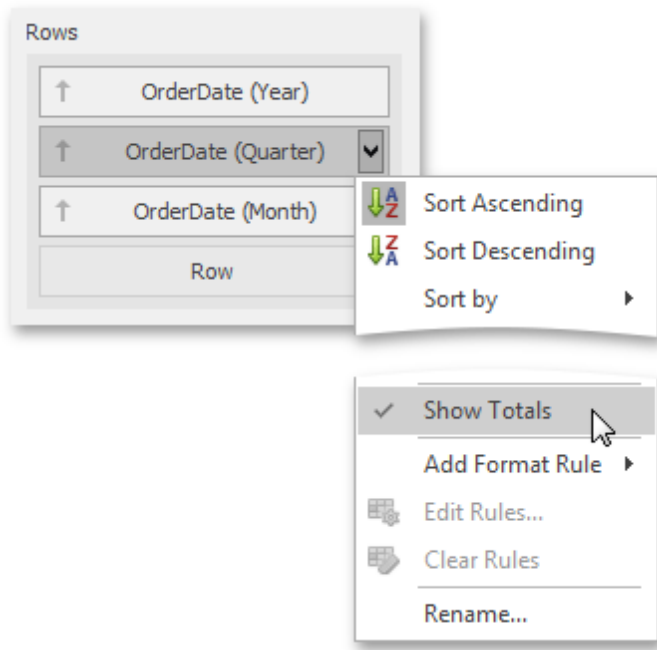 Rows
OrderDate (Year)
OrderDate (Quarter)
OrderDate (Month)
Row
Sort Ascending
Sort Descending
Sort by
Show Totals
Add Format Rule
Edit Rules...
Clear Rules
Rename...